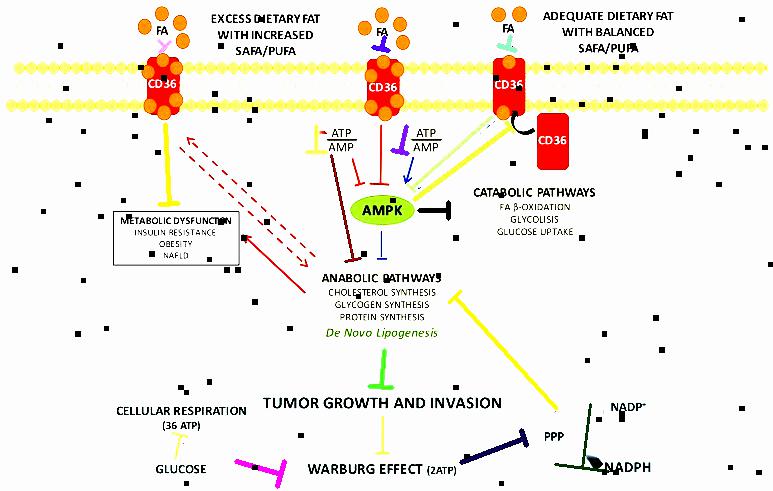 EXCESS DIETARY FAT
WITH INCREASED
SAFA/PUFA
ADEQUATE DIETARY FAT
WITH BALANCED
SAFA/PUFA
FA
FA
FA
CD36
CD36
CD36
CD36
ATP
AMP
ATP
AMP
AMPK
CATABOLIC PATHWAYS
FA β-OXIDATION
GLYCOLISIS
GLUCOSE UPTAKE
METABOLIC DYSFUNCTION
INSULIN RESISTANCE
OBESITY
NAFLD
ANABOLIC PATHWAYS
CHOLESTEROL SYNTHESIS
GLYCOGEN SYNTHESIS
PROTEIN SYNTHESIS
De Novo Lipogenesis
TUMOR GROWTH AND INVASION
CELLULAR RESPIRATION
(36 ATP)
GLUCOSE
WARBURG EFFECT (2ATP)
PPP
NADP⁺
NADPH